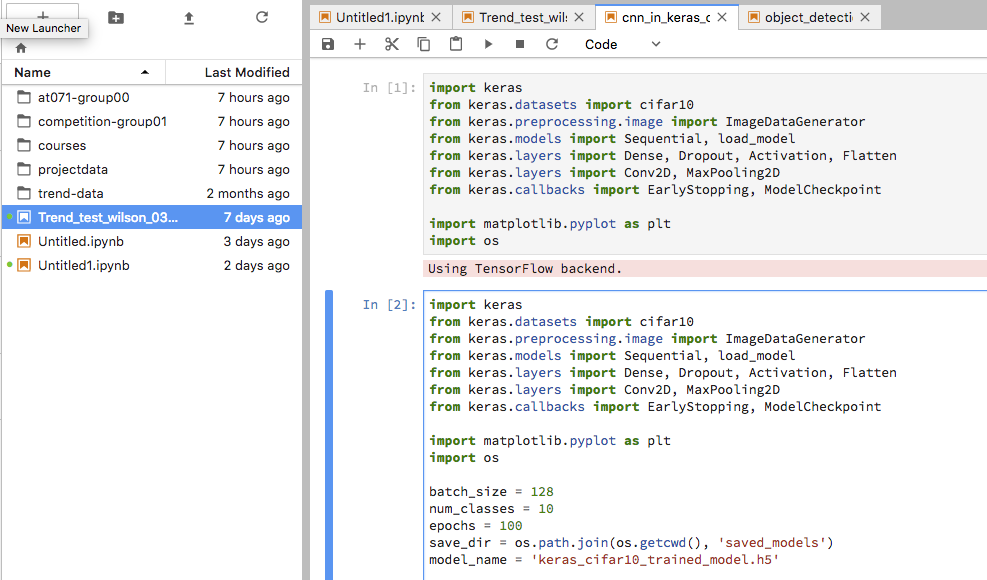 New Launcher
Name
Last Modified
at071-group00 7 hours ago
competition-group01 7 hours ago
courses 7 hours ago
projectdata 7 hours ago
trend-data 2 months ago
Trend_test_wilson_03... 7 days ago
Untitled.ipynb 3 days ago
Untitled1.ipynb 2 days ago
Untitled1.ipynb
Trend_test_wils
cnn_in_keras_c
object_detectio
Code
In [1]:
import keras
from keras.datasets import cifar10
from keras.preprocessing.image import ImageDataGenerator
from keras.models import Sequential, load_model
from keras.layers import Dense, Dropout, Activation, Flatten
from keras.layers import Conv2D, MaxPooling2D
from keras.callbacks import EarlyStopping, ModelCheckpoint
import matplotlib.pyplot as plt
import os
Using TensorFlow backend.
In [2]:
import keras
from keras.datasets import cifar10
from keras.preprocessing.image import ImageDataGenerator
from keras.models import Sequential, load_model
from keras.layers import Dense, Dropout, Activation, Flatten
from keras.layers import Conv2D, MaxPooling2D
from keras.callbacks import EarlyStopping, ModelCheckpoint
import matplotlib.pyplot as plt
import os
batch_size = 128
num_classes = 10
epochs = 100
save_dir = os.path.join(os.getcwd(), 'saved_models')
model_name = 'keras_cifar10_trained_model.h5'